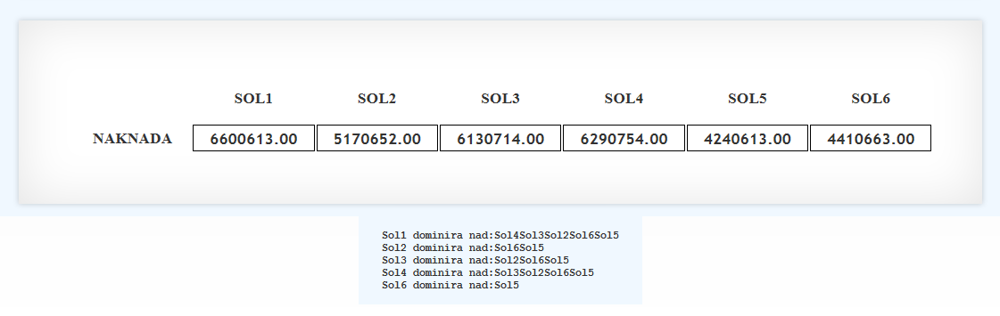 SOL1 SOL2 SOL3 SOL4 SOL5 SOL6
NAKNADA 6600613.00 5170652.00 6130714.00 6290754.00 4240613.00 4410663.00
Sol1 dominira nad:Sol4Sol3Sol2Sol6Sol5
Sol2 dominira nad:Sol6Sol5
Sol3 dominira nad:Sol2Sol6Sol5
Sol4 dominira nad:Sol3Sol2Sol6Sol5
Sol6 dominira nad:Sol5